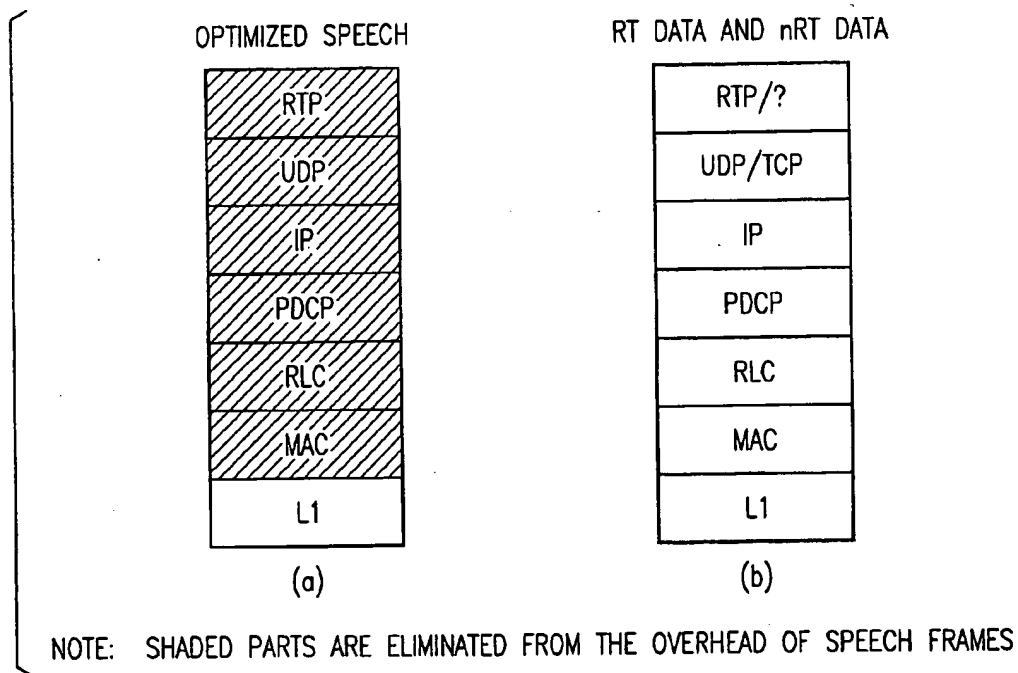 OPTIMIZED SPEECH
RTP
UDP
IP
PDCP
RLC
MAC
L1
(a)
RT DATA AND nRT DATA
RTP/?
UDP/TCP
IP
PDCP
RLC
MAC
L1
(b)
NOTE: SHADED PARTS ARE ELIMINATED FROM THE OVERHEAD OF SPEECH FRAMES